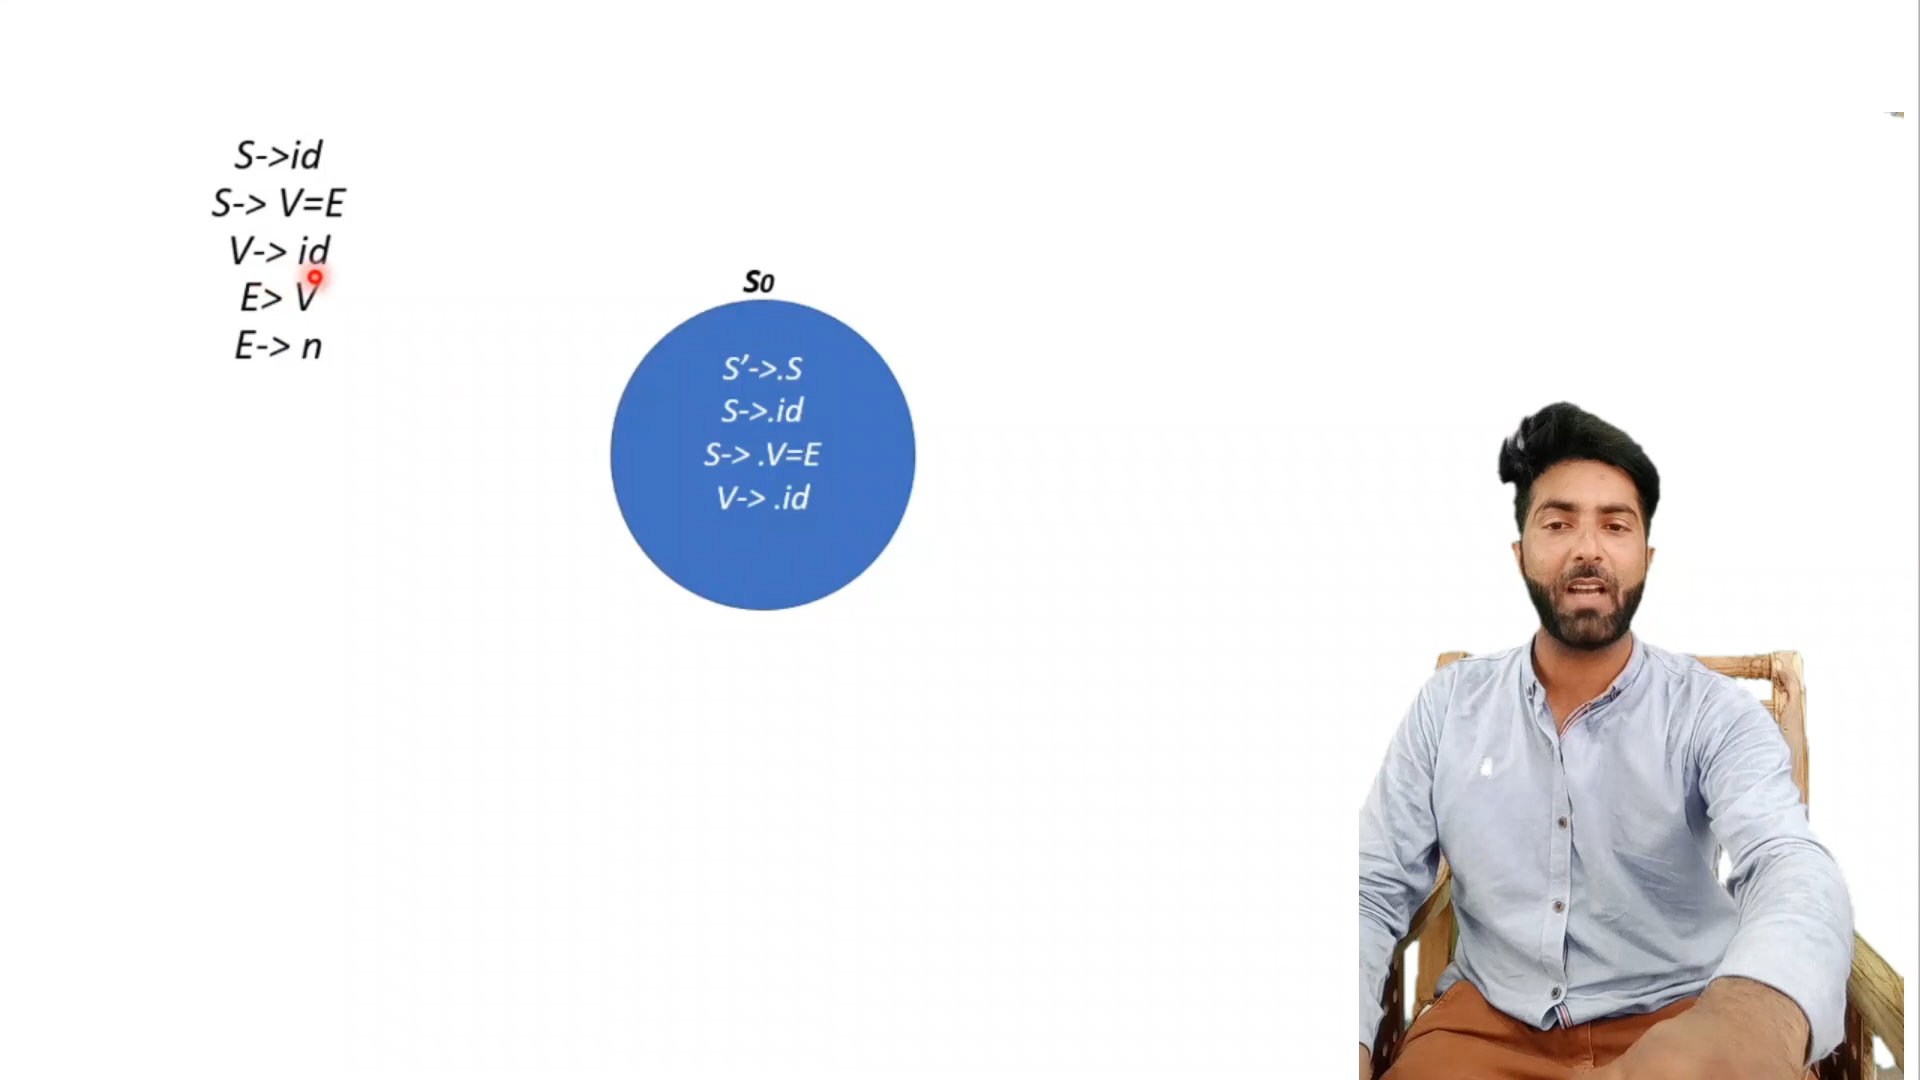 S->id
S-> V=E
V-> id
E> V
E-> n
S0
S’->.S
S->.id
S-> .V=E
V-> .id